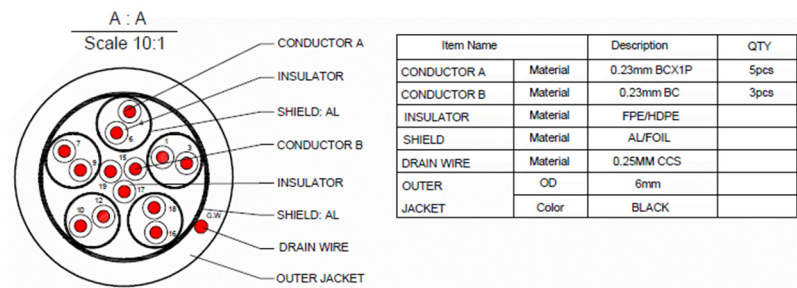 A : A
Scale 10:1
CONDUCTOR A
INSULATOR
SHIELD: AL
CONDUCTOR B
INSULATOR
SHIELD: AL
DRAIN WIRE
OUTER JACKET
4
6
7
9
1
3
15
19
17
10
12
18
16
G.W
Item Name Description QTY
CONDUCTOR A Material 0.23mm BCX1P 5pcs
CONDUCTOR B Material 0.23mm BC 3pcs
INSULATOR Material FPE/HDPE
SHIELD Material AL/FOIL
DRAIN WIRE Material 0.25MM CCS
OUTER OD 6mm
JACKET Color BLACK